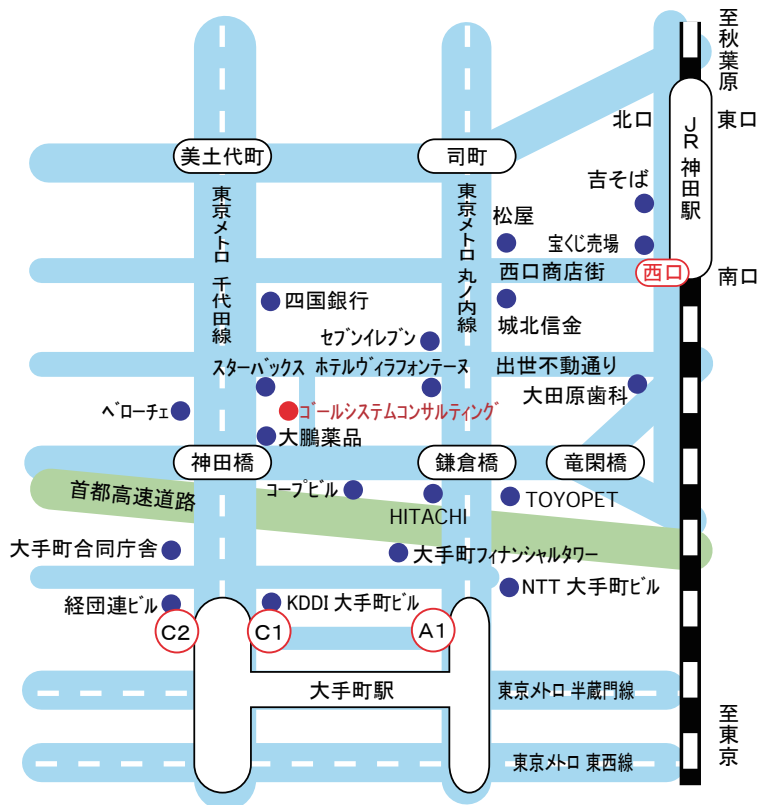 至秋葉原
北口
東口
JR 神田駅
美土代町
司町
吉そば
松屋
宝くじ売場
東京メトロ 千代田線
東京メトロ 丸ノ内線
西口商店街
西口
南口
四国銀行
城北信金
セブンイレブン
スターバックス
ホテルヴィラフォンテーヌ
出世不動通り
大田原歯科
ベローチェ
ゴールシステムコンサルティング
大鵬薬品
神田橋
鎌倉橋
竜閑橋
首都高速道路
コープビル
HITACHI
TOYOPET
大手町合同庁舎
大手町フィナンシャルタワー
経団連ビル
KDDI 大手町ビル
NTT 大手町ビル
C2
C1
A1
大手町駅
東京メトロ 半蔵門線
至東京
東京メトロ 東西線